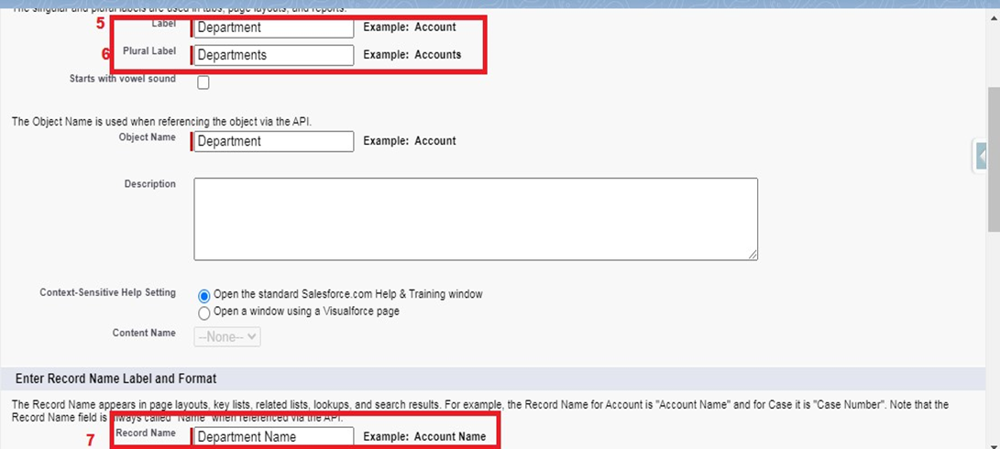 The singular and plural labels are used in tabs, page layouts, and reports.
5 Label Department Example: Account
6 Plural Label Departments Example: Accounts
Starts with vowel sound
The Object Name is used when referencing the object via the API.
Object Name Department Example: Account
Description
Context-Sensitive Help Setting Open the standard Salesforce.com Help & Training window
Open a window using a Visualforce page
Content Name --None--
Enter Record Name Label and Format
The Record Name appears in page layouts, key lists, related lists, lookups, and search results. For example, the Record Name for Account is "Account Name" and for Case it is "Case Number". Note that the
Record Name field is always called "Name" when referenced via the API.
7 Record Name Department Name Example: Account Name